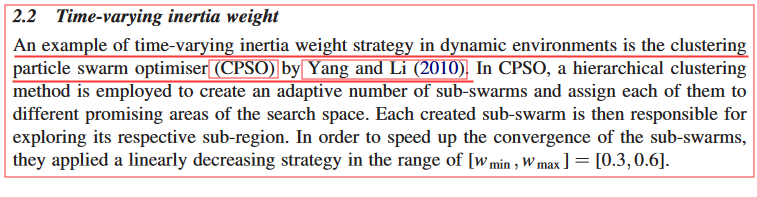 2.2 Time-varying inertia weight
An example of time-varying inertia weight strategy in dynamic environments is the clustering
particle swarm optimiser (CPSO) by Yang and Li (2010). In CPSO, a hierarchical clustering
method is employed to create an adaptive number of sub-swarms and assign each of them to
different promising areas of the search space. Each created sub-swarm is then responsible for
exploring its respective sub-region. In order to speed up the convergence of the sub-swarms,
they applied a linearly decreasing strategy in the range of [w min , w max ] = [0.3, 0.6].